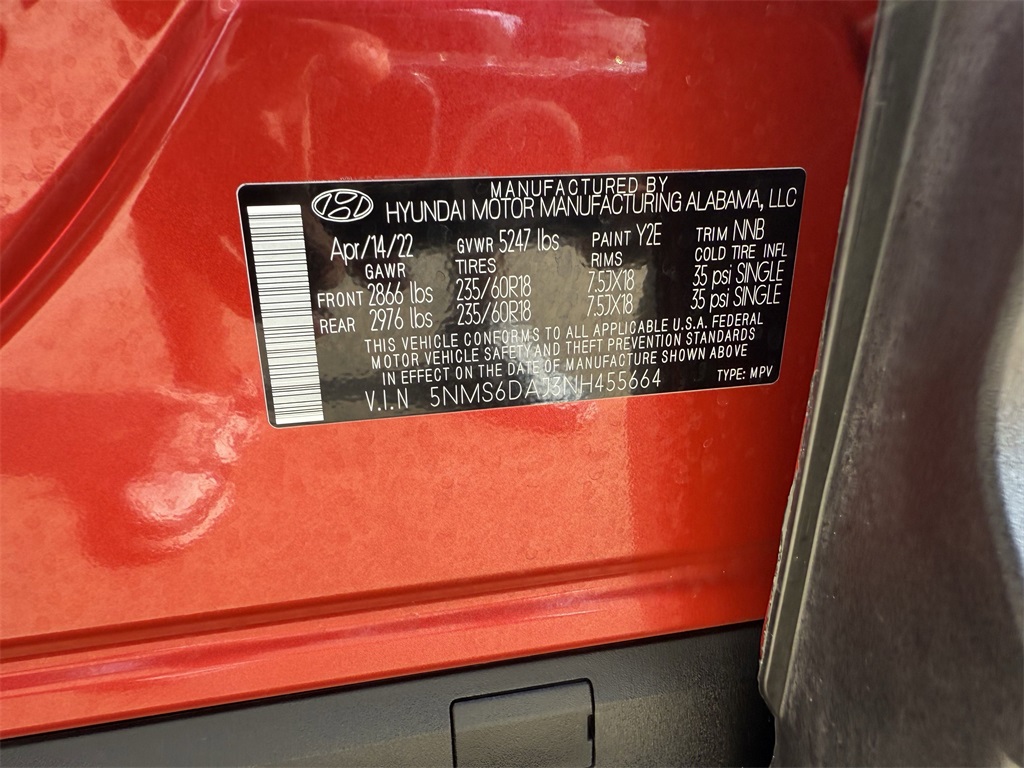 MANUFACTURED BY
HYUNDAI MOTOR MANUFACTURING ALABAMA, LLC
Apr/14/22 GVWR 5247 lbs PAINT Y2E TRIM NNB
GAWR TIRES RIMS COLD TIRE INFL
FRONT 2866 lbs 235/60R18 7.5JX18 35 psi SINGLE
REAR 2976 lbs 235/60R18 7.5JX18 35 psi SINGLE
THIS VEHICLE CONFORMS TO ALL APPLICABLE U.S.A. FEDERAL
MOTOR VEHICLE SAFETY AND THEFT PREVENTION STANDARDS
IN EFFECT ON THE DATE OF MANUFACTURE SHOWN ABOVE
V.I.N 5NMS6DAJ3NH455664 TYPE: MPV